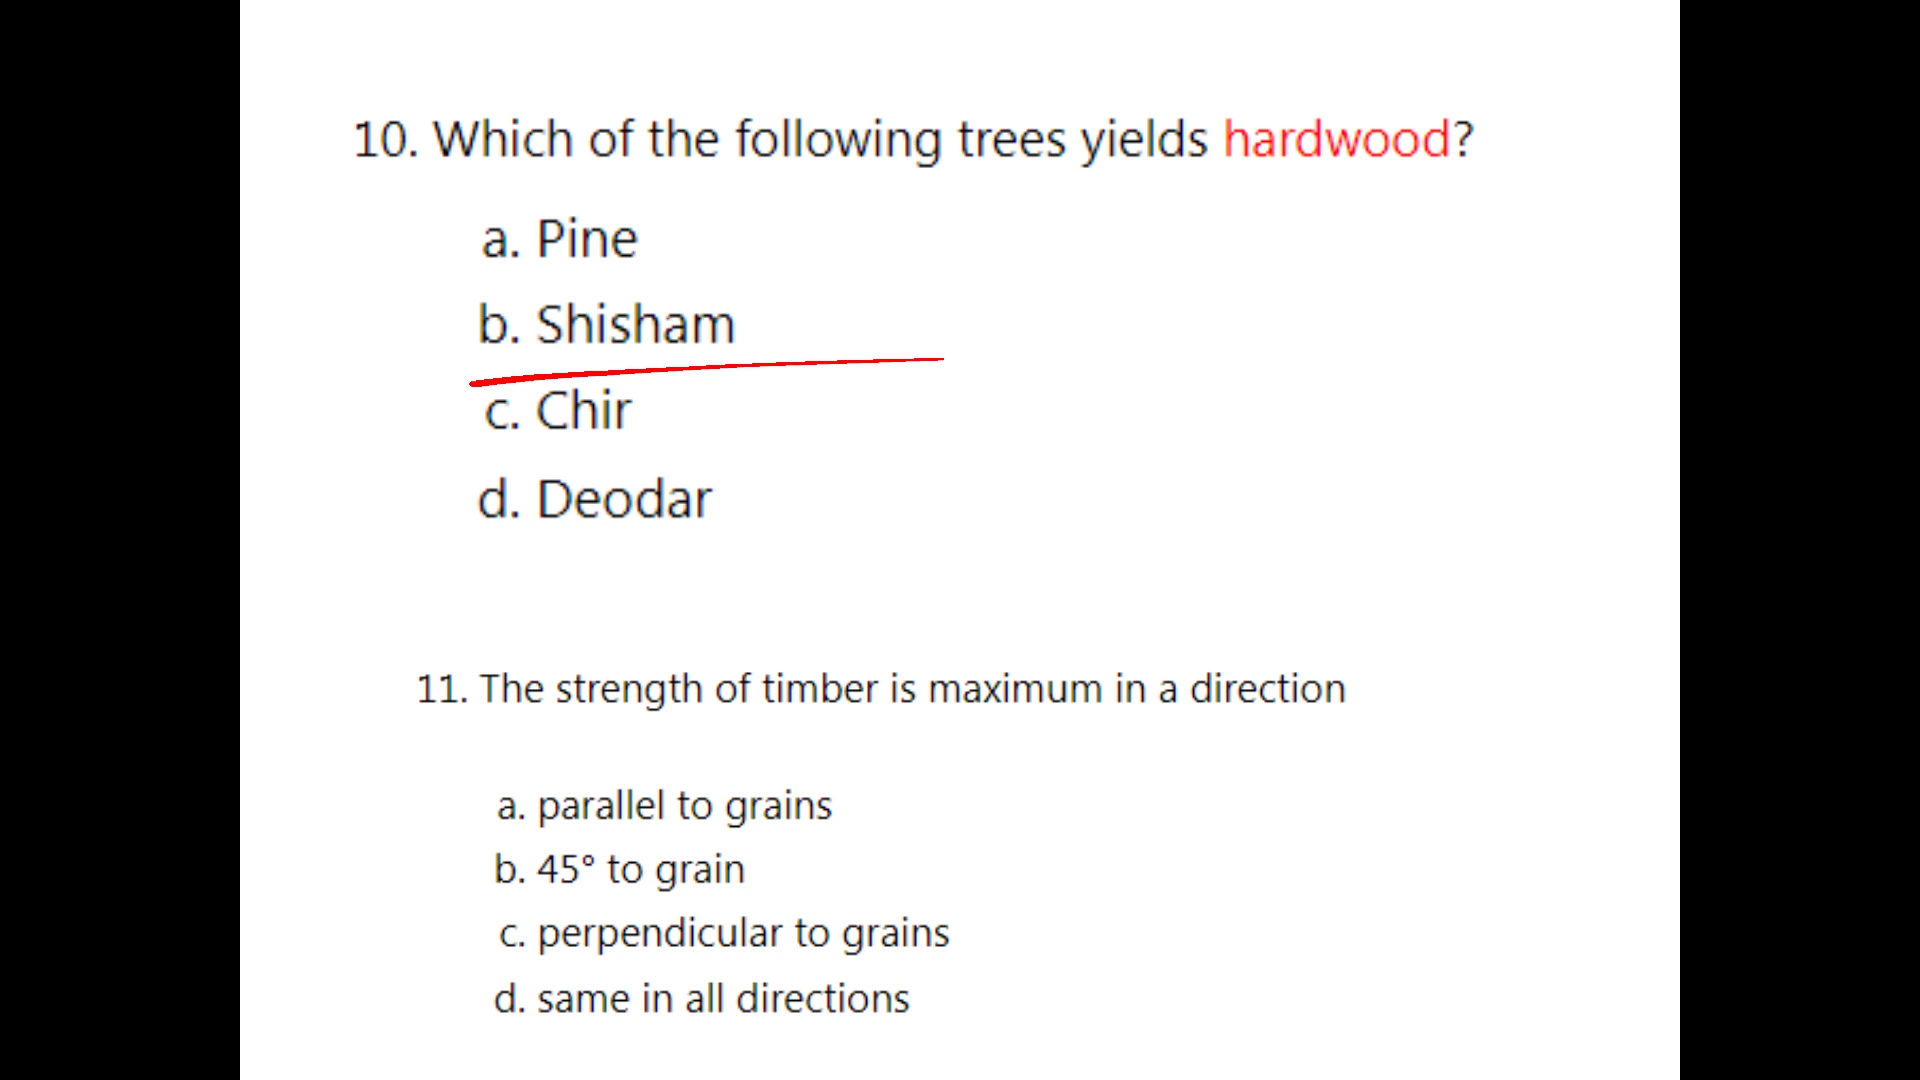 10. Which of the following trees yields hardwood?
a. Pine
b. Shisham
c. Chir
d. Deodar
11. The strength of timber is maximum in a direction
a. parallel to grains
b. 45° to grain
c. perpendicular to grains
d. same in all directions